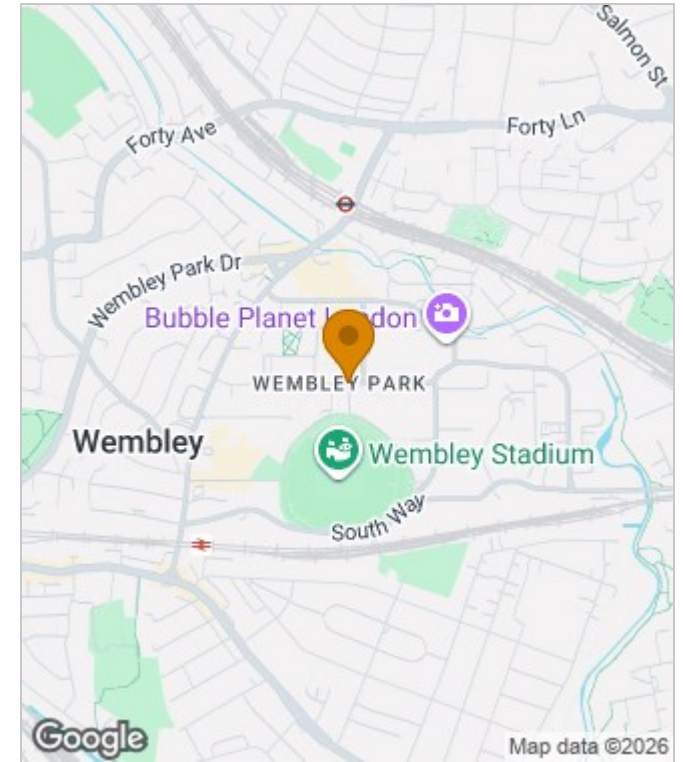 Salmon St
Forty Ave
Forty Ln
Wembley Park Dr
Bubble Planet London
WEMBLEY PARK
Wembley
Wembley Stadium
South Way
Google
Map data ©2026